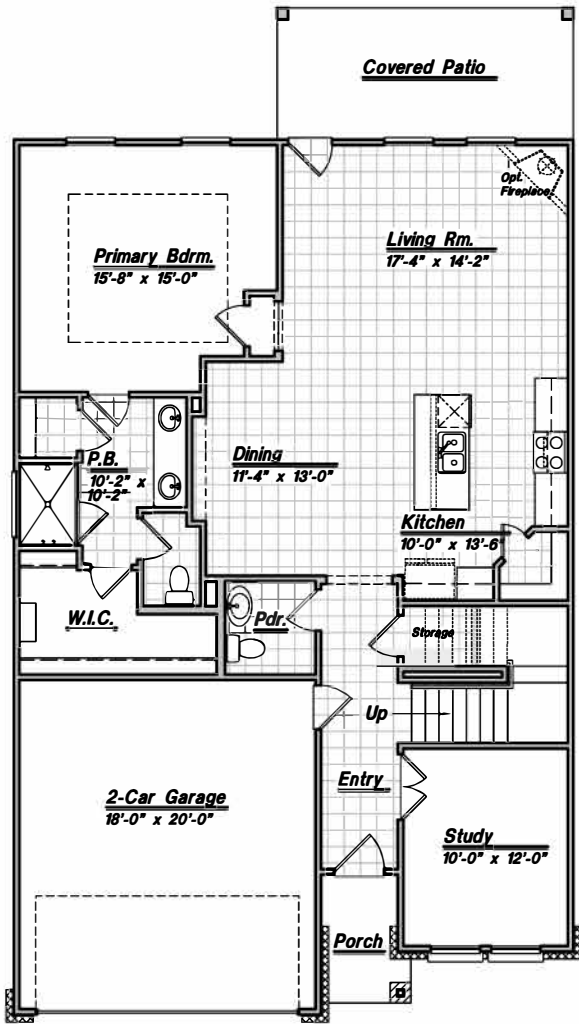 Covered Patio
Opt.
Fireplace
Living Rm.
17'-4" x 14'-2"
Primary Bdrm.
15'-8" x 15'-0"
P.B.
10'-2" x
10'-2"
Dining
11'-4" x 13'-0"
Kitchen
10'-0" x 13'-6"
W.I.C.
Pdr.
Storage
Up
Entry
2-Car Garage
18'-0" x 20'-0"
Study
10'-0" x 12'-0"
Porch